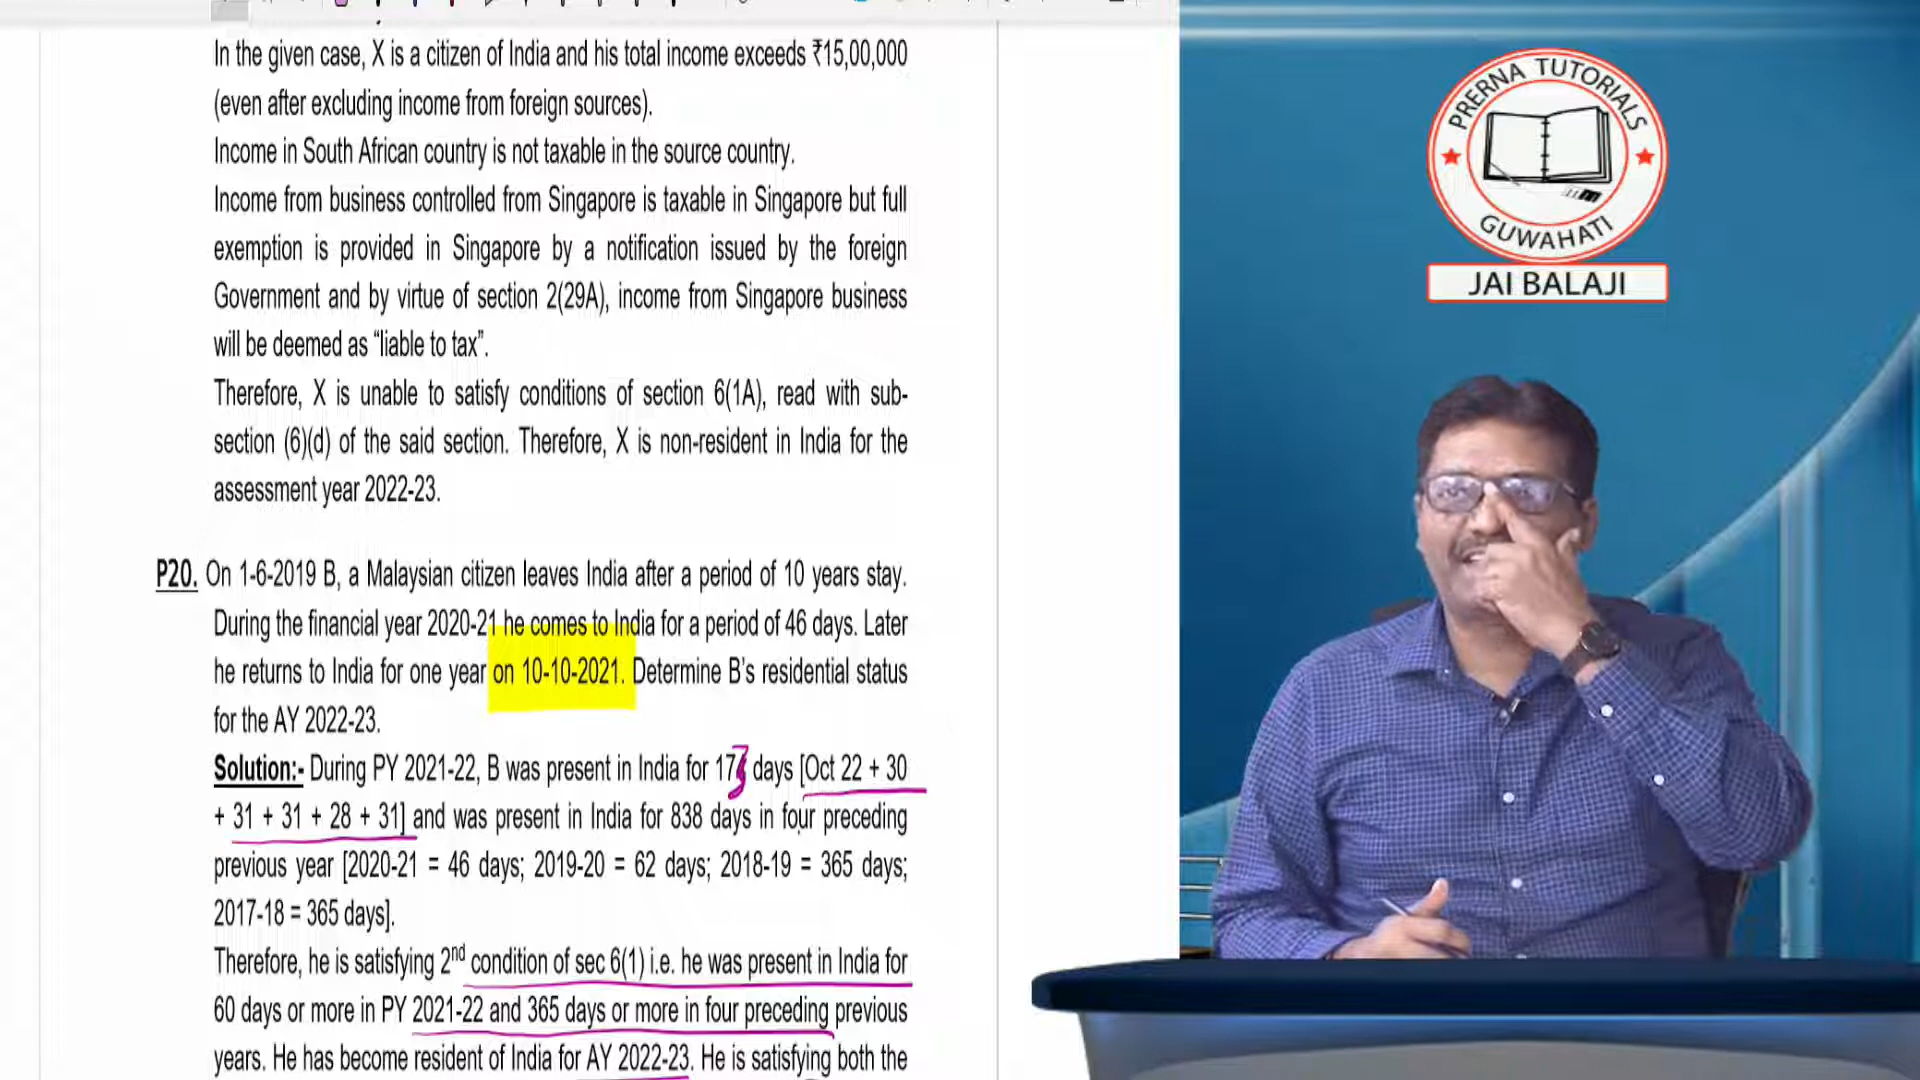 In the given case, X is a citizen of India and his total income exceeds ₹15,00,000
(even after excluding income from foreign sources).
Income in South African country is not taxable in the source country.
Income from business controlled from Singapore is taxable in Singapore but full
exemption is provided in Singapore by a notification issued by the foreign
Government and by virtue of section 2(29A), income from Singapore business
will be deemed as “liable to tax”.
Therefore, X is unable to satisfy conditions of section 6(1A), read with sub-
section (6)(d) of the said section. Therefore, X is non-resident in India for the
assessment year 2022-23.
P20. On 1-6-2019 B, a Malaysian citizen leaves India after a period of 10 years stay.
During the financial year 2020-21 he comes to India for a period of 46 days. Later
he returns to India for one year on 10-10-2021. Determine B's residential status
for the AY 2022-23.
Solution:- During PY 2021-22, B was present in India for 173 days [Oct 22 + 30
+ 31 + 31 + 28 + 31] and was present in India for 838 days in four preceding
previous year [2020-21 = 46 days; 2019-20 = 62 days; 2018-19 = 365 days;
2017-18 = 365 days].
Therefore, he is satisfying 2nd condition of sec 6(1) i.e. he was present in India for
60 days or more in PY 2021-22 and 365 days or more in four preceding previous
years. He has become resident of India for AY 2022-23. He is satisfying both the
PRERNA TUTORIALS
GUWAHATI
JAI BALAJI